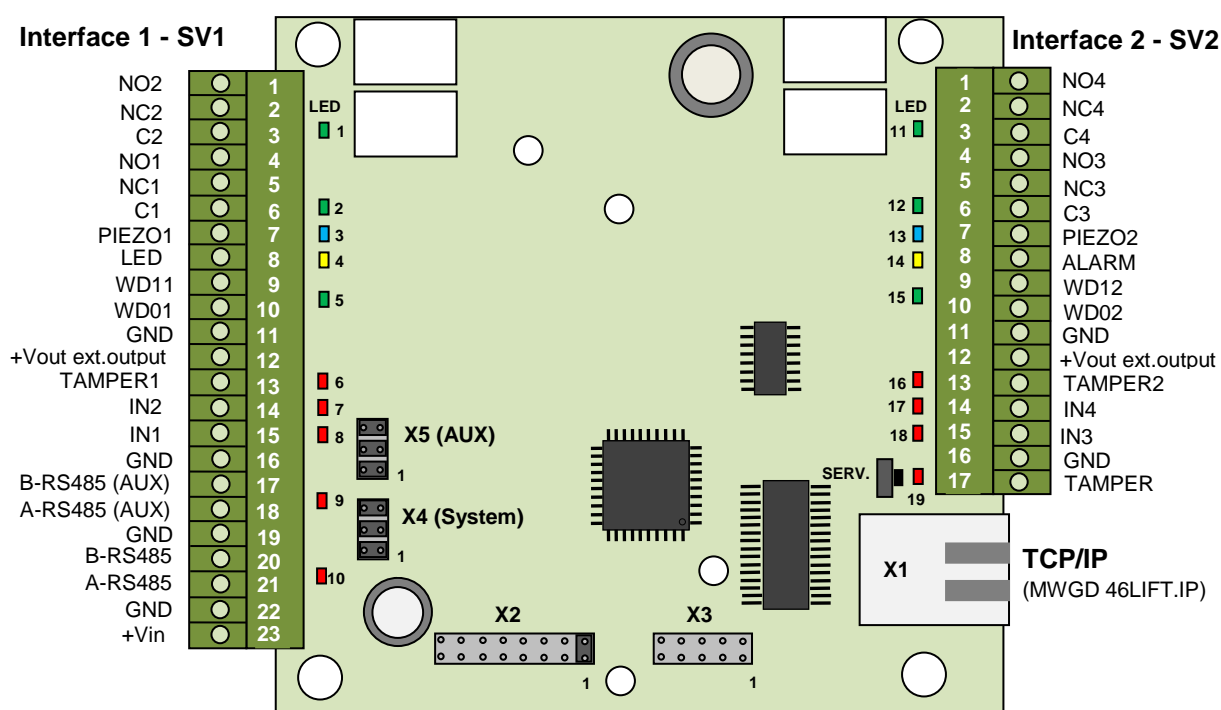 Interface 1 - SV1
NO2 1
NC2 2
C2 3
NO1 4
NC1 5
C1 6
PIEZO1 7
LED 8
WD11 9
WD01 10
GND 11
+Vout ext.output 12
TAMPER1 13
IN2 14
IN1 15
GND 16
B-RS485 (AUX) 17
A-RS485 (AUX) 18
GND 19
B-RS485 20
A-RS485 21
GND 22
+Vin 23
LED
1
2
3
4
5
6
7
8
9
10
X5 (AUX)
1
X4 (System)
1
X2
1
X3
1
LED
11
12
13
14
15
16
17
18
SERV.
19
X1
TCP/IP
(MWGD 46LIFT.IP)
Interface 2 - SV2
1 NO4
2 NC4
3 C4
4 NO3
5 NC3
6 C3
7 PIEZO2
8 ALARM
9 WD12
10 WD02
11 GND
12 +Vout ext.output
13 TAMPER2
14 IN4
15 IN3
16 GND
17 TAMPER